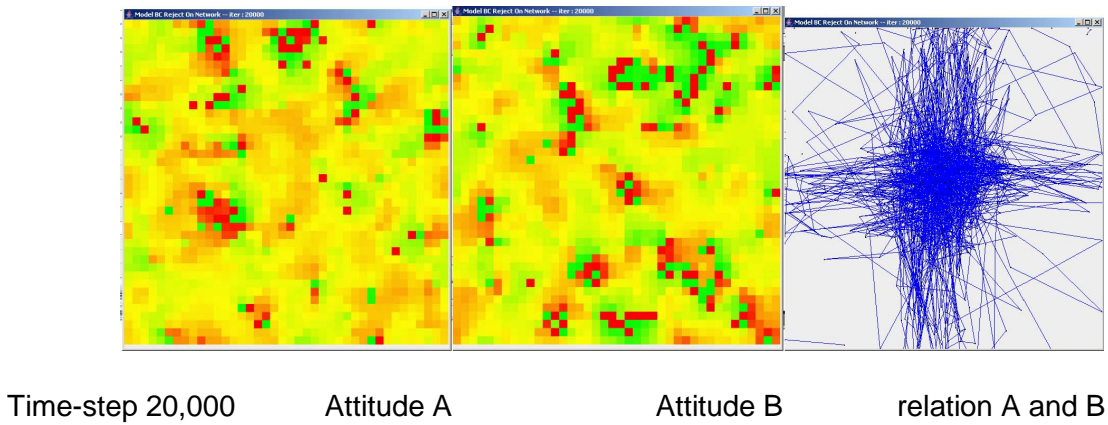 Model BC Reject On Network -- Iter : 20000
Model BC Reject On Network -- Iter : 20000
Model BC Reject On Network -- Iter : 20000
Time-step 20,000 Attitude A Attitude B relation A and B